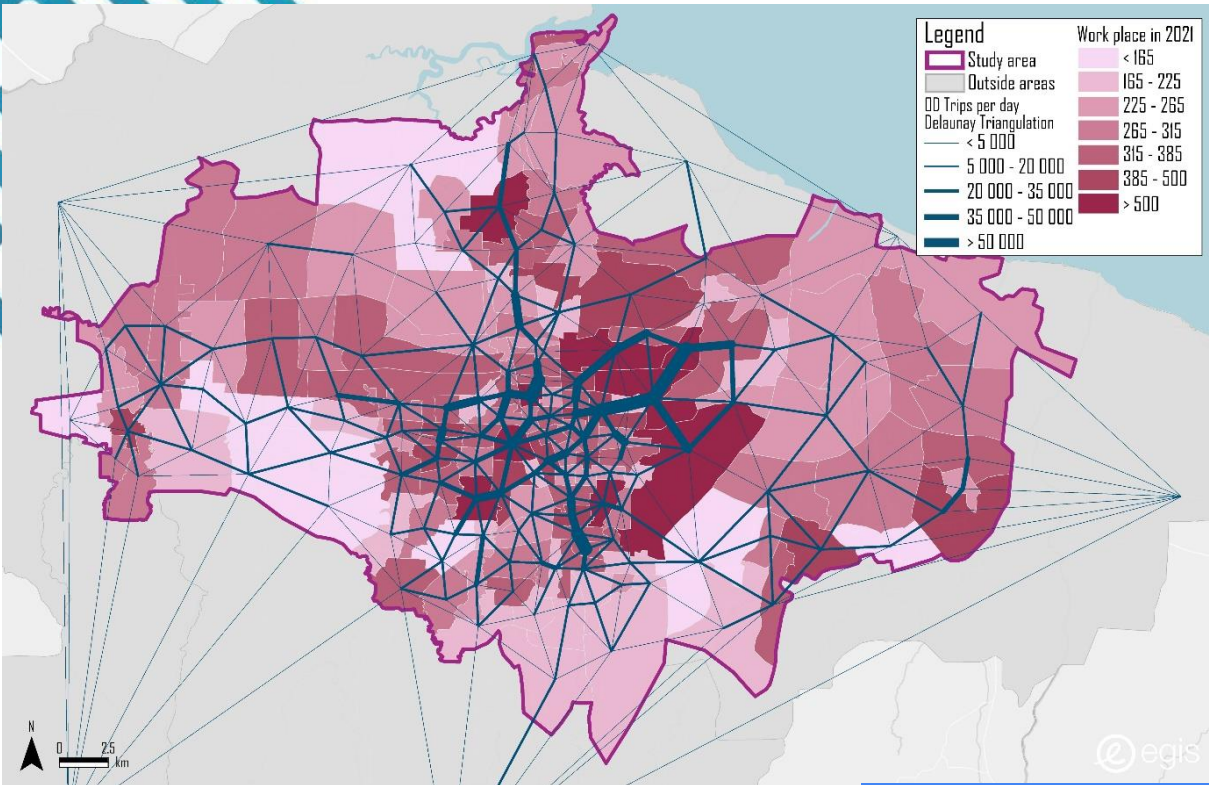 Legend
Study area
Outside areas
OD Trips per day
Delaunay Triangulation
< 5 000
5 000 - 20 000
20 000 - 35 000
35 000 - 50 000
> 50 000
Work place in 2021
< 165
165 - 225
225 - 265
265 - 315
315 - 385
385 - 500
> 500
N
0 2.5
km
e egis